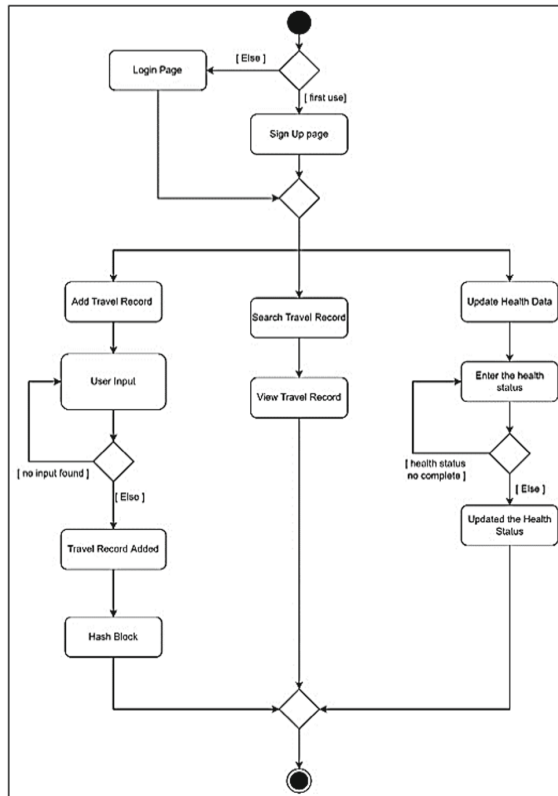 [ Else ]
Login Page
[ first use]
Sign Up page
Add Travel Record
Search Travel Record
Update Health Data
User Input
View Travel Record
Enter the health
status
[ no input found ]
[ health status
no complete ]
[ Else ]
[ Else ]
Travel Record Added
Updated the Health
Status
Hash Block